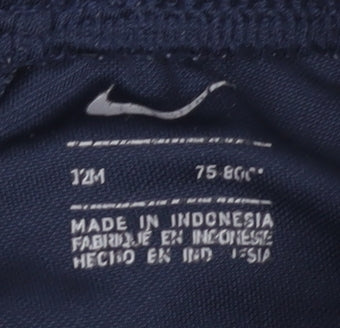 12M 75-80C
MADE IN INDONESIA
FABRIQUÉ EN INDONESIE
HECHO EN